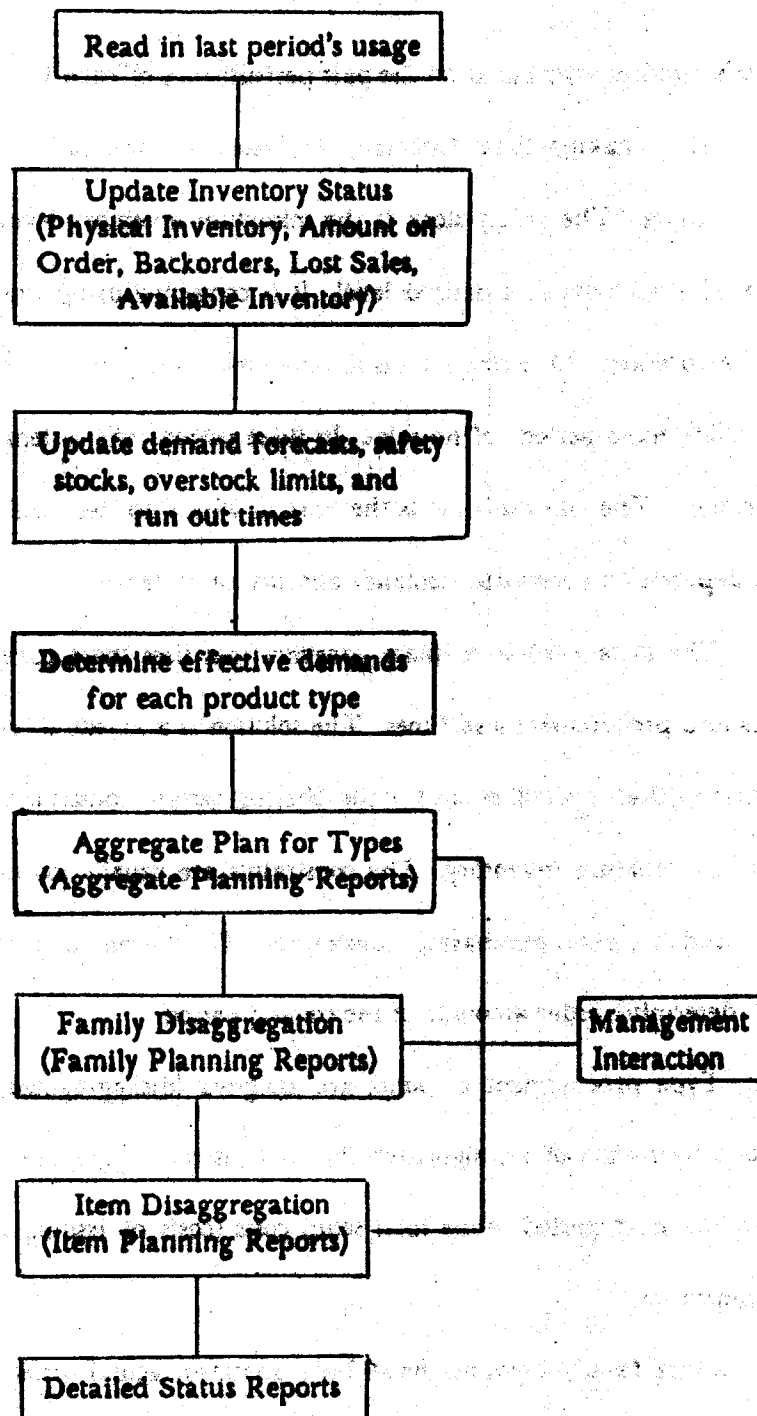 Read in last period's usage
Update Inventory Status
(Physical Inventory, Amount on
Order, Backorders, Lost Sales,
Available Inventory)
Update demand forecasts, safety
stocks, overstock limits, and
run out times
Determine effective demands
for each product type
Aggregate Plan for Types
(Aggregate Planning Reports)
Family Disaggregation
(Family Planning Reports)
Management
Interaction
Item Disaggregation
(Item Planning Reports)
Detailed Status Reports